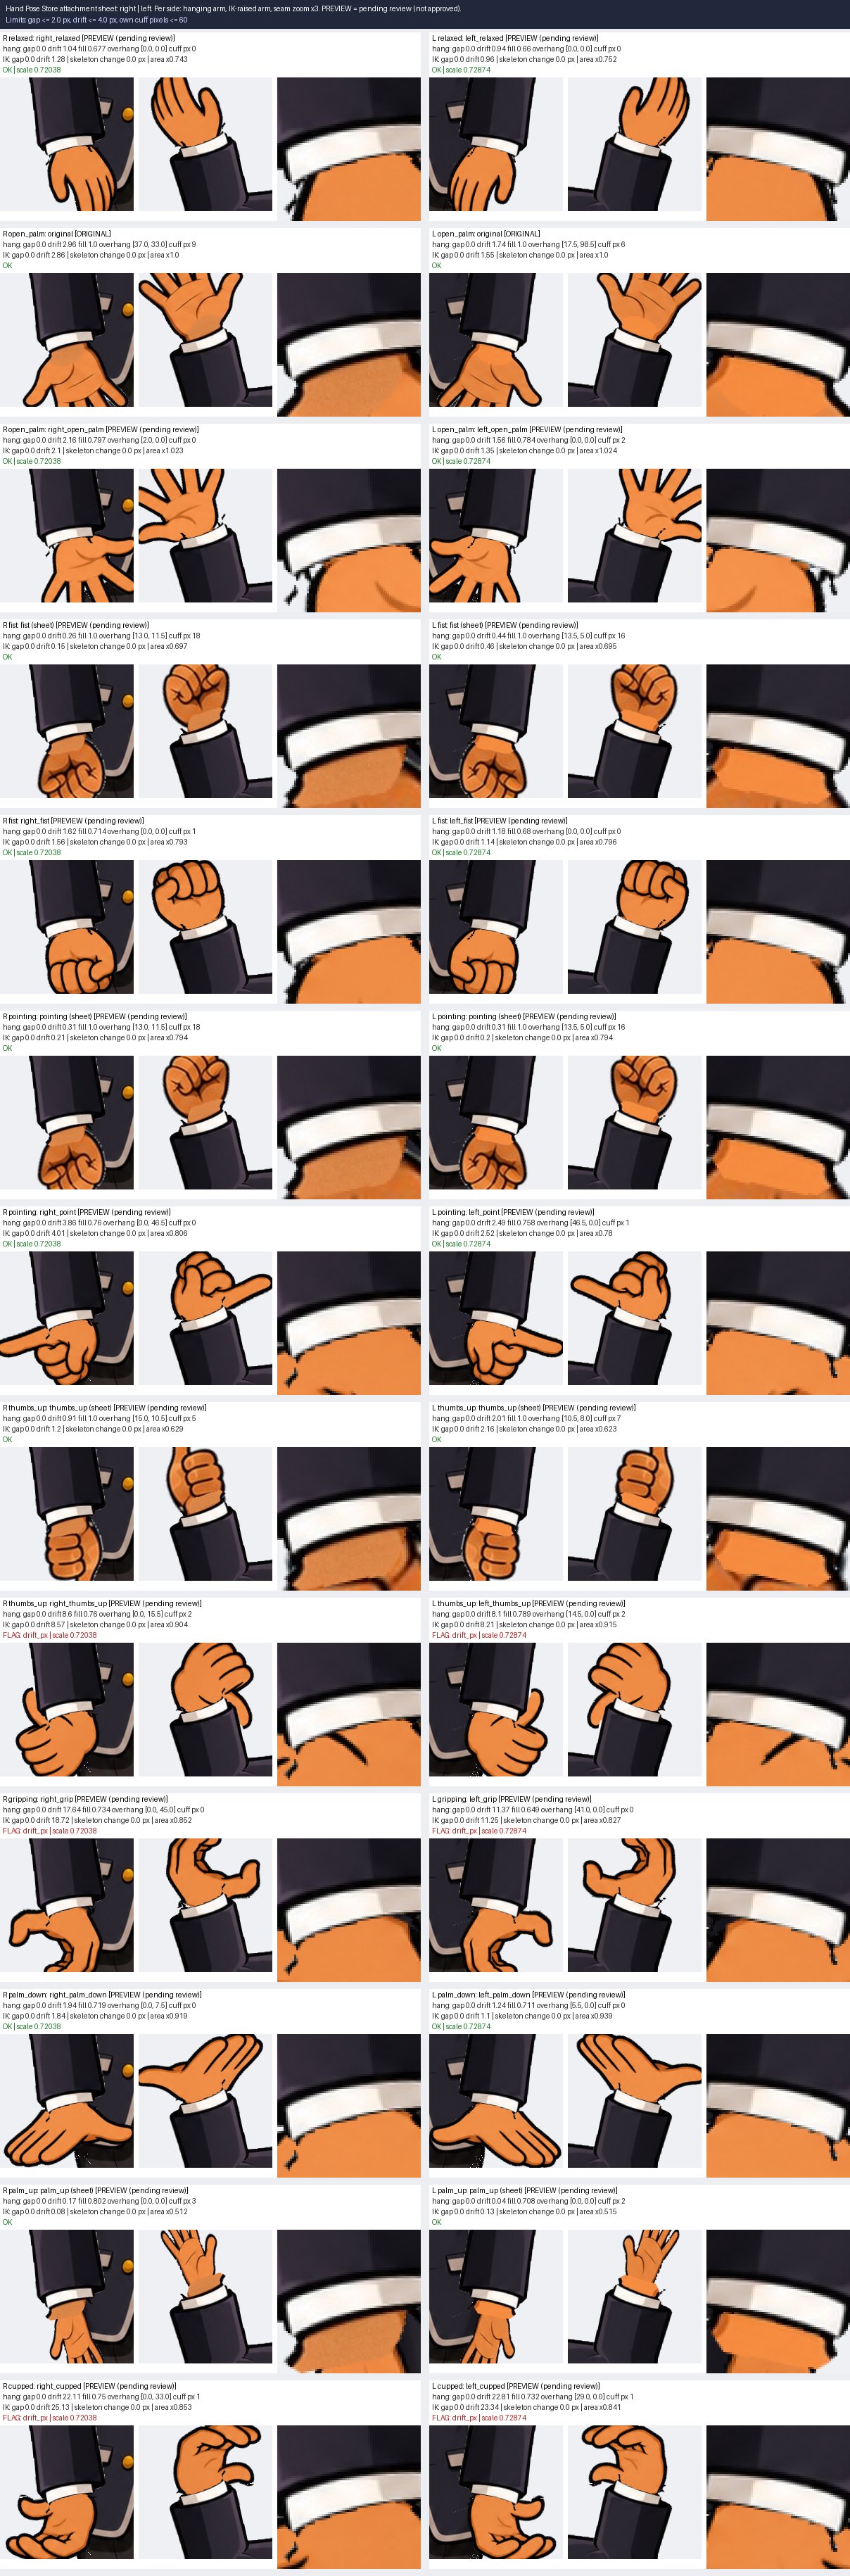 Hand Pose Store attachment sheet: right | left. Per side: hanging arm, IK-raised arm, seam zoom x3. PREVIEW = pending review (not approved).
Limits: gap <= 2.0 px, drift <= 4.0 px, own cuff pixels <= 60
R relaxed: right_relaxed [PREVIEW (pending review)]
hang: gap 0.0 drift 1.04 fill 0.677 overhang [0.0, 0.0] cuff px 0
IK: gap 0.0 drift 1.28 | skeleton change 0.0 px | area x0.743
OK | scale 0.72038
L relaxed: left_relaxed [PREVIEW (pending review)]
hang: gap 0.0 drift 0.94 fill 0.66 overhang [0.0, 0.0] cuff px 0
IK: gap 0.0 drift 0.96 | skeleton change 0.0 px | area x0.752
OK | scale 0.72874
R open_palm: original [ORIGINAL]
hang: gap 0.0 drift 2.96 fill 1.0 overhang [37.0, 33.0] cuff px 9
IK: gap 0.0 drift 2.86 | skeleton change 0.0 px | area x1.0
OK
L open_palm: original [ORIGINAL]
hang: gap 0.0 drift 1.74 fill 1.0 overhang [17.5, 98.5] cuff px 6
IK: gap 0.0 drift 1.55 | skeleton change 0.0 px | area x1.0
OK
R open_palm: right_open_palm [PREVIEW (pending review)]
hang: gap 0.0 drift 2.16 fill 0.797 overhang [2.0, 0.0] cuff px 0
IK: gap 0.0 drift 2.1 | skeleton change 0.0 px | area x1.023
OK | scale 0.72038
L open_palm: left_open_palm [PREVIEW (pending review)]
hang: gap 0.0 drift 1.56 fill 0.784 overhang [0.0, 0.0] cuff px 2
IK: gap 0.0 drift 1.35 | skeleton change 0.0 px | area x1.024
OK | scale 0.72874
R fist: fist (sheet) [PREVIEW (pending review)]
hang: gap 0.0 drift 0.26 fill 1.0 overhang [13.0, 11.5] cuff px 18
IK: gap 0.0 drift 0.15 | skeleton change 0.0 px | area x0.697
OK
L fist: fist (sheet) [PREVIEW (pending review)]
hang: gap 0.0 drift 0.44 fill 1.0 overhang [13.5, 5.0] cuff px 16
IK: gap 0.0 drift 0.46 | skeleton change 0.0 px | area x0.695
OK
R fist: right_fist [PREVIEW (pending review)]
hang: gap 0.0 drift 1.62 fill 0.714 overhang [0.0, 0.0] cuff px 1
IK: gap 0.0 drift 1.56 | skeleton change 0.0 px | area x0.793
OK | scale 0.72038
L fist: left_fist [PREVIEW (pending review)]
hang: gap 0.0 drift 1.18 fill 0.68 overhang [0.0, 0.0] cuff px 0
IK: gap 0.0 drift 1.14 | skeleton change 0.0 px | area x0.796
OK | scale 0.72874
R pointing: pointing (sheet) [PREVIEW (pending review)]
hang: gap 0.0 drift 0.31 fill 1.0 overhang [13.0, 11.5] cuff px 18
IK: gap 0.0 drift 0.21 | skeleton change 0.0 px | area x0.794
OK
L pointing: pointing (sheet) [PREVIEW (pending review)]
hang: gap 0.0 drift 0.31 fill 1.0 overhang [13.5, 5.0] cuff px 16
IK: gap 0.0 drift 0.2 | skeleton change 0.0 px | area x0.794
OK
R pointing: right_point [PREVIEW (pending review)]
hang: gap 0.0 drift 3.86 fill 0.76 overhang [0.0, 46.5] cuff px 0
IK: gap 0.0 drift 4.01 | skeleton change 0.0 px | area x0.806
OK | scale 0.72038
L pointing: left_point [PREVIEW (pending review)]
hang: gap 0.0 drift 2.49 fill 0.758 overhang [46.5, 0.0] cuff px 1
IK: gap 0.0 drift 2.52 | skeleton change 0.0 px | area x0.78
OK | scale 0.72874
R thumbs_up: thumbs_up (sheet) [PREVIEW (pending review)]
hang: gap 0.0 drift 0.91 fill 1.0 overhang [15.0, 10.5] cuff px 5
IK: gap 0.0 drift 1.2 | skeleton change 0.0 px | area x0.629
OK
L thumbs_up: thumbs_up (sheet) [PREVIEW (pending review)]
hang: gap 0.0 drift 2.01 fill 1.0 overhang [10.5, 8.0] cuff px 7
IK: gap 0.0 drift 2.16 | skeleton change 0.0 px | area x0.623
OK
R thumbs_up: right_thumbs_up [PREVIEW (pending review)]
hang: gap 0.0 drift 8.6 fill 0.76 overhang [0.0, 15.5] cuff px 2
IK: gap 0.0 drift 8.57 | skeleton change 0.0 px | area x0.904
FLAG: drift_px | scale 0.72038
L thumbs_up: left_thumbs_up [PREVIEW (pending review)]
hang: gap 0.0 drift 8.1 fill 0.789 overhang [14.5, 0.0] cuff px 2
IK: gap 0.0 drift 8.21 | skeleton change 0.0 px | area x0.915
FLAG: drift_px | scale 0.72874
R gripping: right_grip [PREVIEW (pending review)]
hang: gap 0.0 drift 17.64 fill 0.734 overhang [0.0, 45.0] cuff px 0
IK: gap 0.0 drift 18.72 | skeleton change 0.0 px | area x0.852
FLAG: drift_px | scale 0.72038
L gripping: left_grip [PREVIEW (pending review)]
hang: gap 0.0 drift 11.37 fill 0.649 overhang [41.0, 0.0] cuff px 0
IK: gap 0.0 drift 11.25 | skeleton change 0.0 px | area x0.827
FLAG: drift_px | scale 0.72874
R palm_down: right_palm_down [PREVIEW (pending review)]
hang: gap 0.0 drift 1.94 fill 0.719 overhang [0.0, 7.5] cuff px 0
IK: gap 0.0 drift 1.84 | skeleton change 0.0 px | area x0.919
OK | scale 0.72038
L palm_down: left_palm_down [PREVIEW (pending review)]
hang: gap 0.0 drift 1.24 fill 0.711 overhang [5.5, 0.0] cuff px 0
IK: gap 0.0 drift 1.1 | skeleton change 0.0 px | area x0.939
OK | scale 0.72874
R palm_up: palm_up (sheet) [PREVIEW (pending review)]
hang: gap 0.0 drift 0.17 fill 0.802 overhang [0.0, 0.0] cuff px 3
IK: gap 0.0 drift 0.08 | skeleton change 0.0 px | area x0.512
OK
L palm_up: palm_up (sheet) [PREVIEW (pending review)]
hang: gap 0.0 drift 0.04 fill 0.708 overhang [0.0, 0.0] cuff px 2
IK: gap 0.0 drift 0.13 | skeleton change 0.0 px | area x0.515
OK
R cupped: right_cupped [PREVIEW (pending review)]
hang: gap 0.0 drift 22.11 fill 0.75 overhang [0.0, 33.0] cuff px 1
IK: gap 0.0 drift 25.13 | skeleton change 0.0 px | area x0.853
FLAG: drift_px | scale 0.72038
L cupped: left_cupped [PREVIEW (pending review)]
hang: gap 0.0 drift 22.81 fill 0.732 overhang [29.0, 0.0] cuff px 1
IK: gap 0.0 drift 23.34 | skeleton change 0.0 px | area x0.841
FLAG: drift_px | scale 0.72874